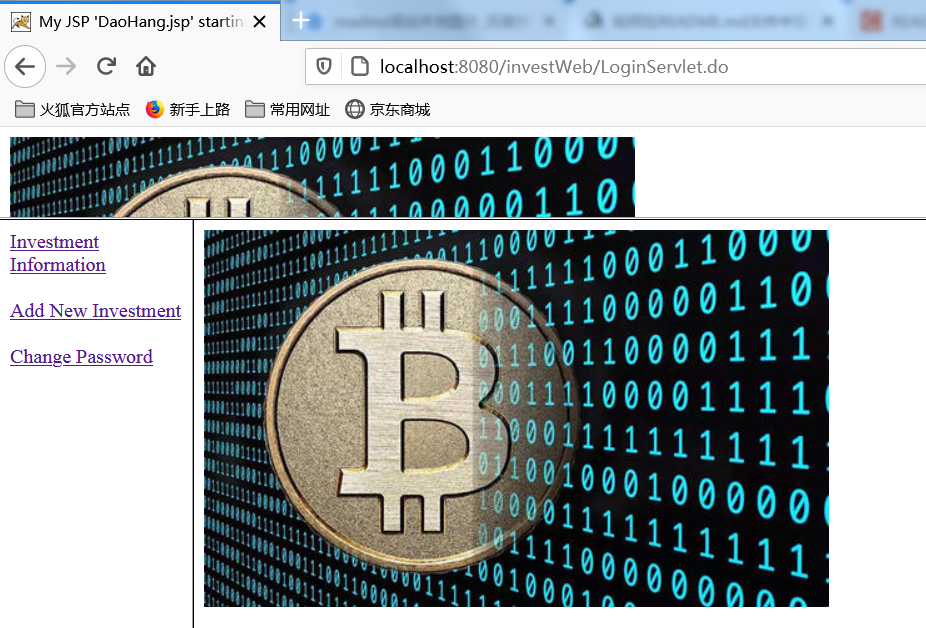 My JSP 'DaoHang.jsp' startin
localhost:8080/investWeb/LoginServlet.do
火狐官方站点 新手上路 常用网址 京东商城
Investment
Information
Add New Investment
Change Password